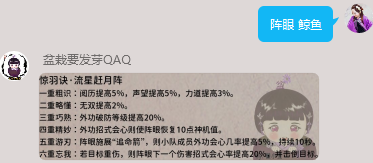 阵眼 鲸鱼
盆栽要发芽QAQ
惊羽诀·流星赶月阵
一重粗识：阅历提高5%，声望提高5%，力道提高3%。
二重略懂：无双提高2%。
三重巧熟：外功破防等级提高20%。
四重精妙：外功招式会心则使阵眼恢复10点神机值。
五重游刃：阵眼施展“追命箭”，则小队成员外功会心几率提高5%，持续10秒。
六重忘我：若目标重伤，则阵眼下一个伤害招式会心率提高20%，并击倒目标。